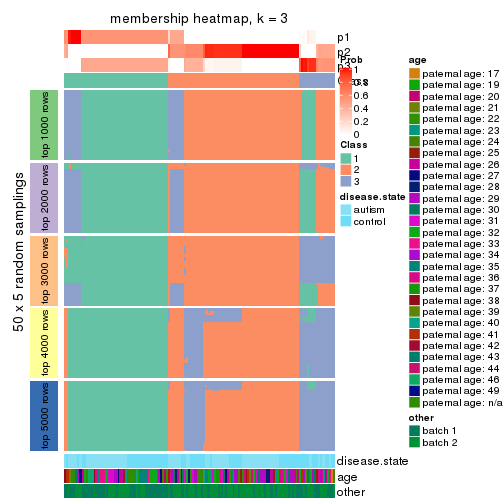 membership heatmap, k = 3
p1
p2
p3
Class
50 x 5 random samplings
top 1000 rows
top 2000 rows
top 3000 rows
top 4000 rows
top 5000 rows
disease.state
age
other
Prob
1
0.8
0.6
0.4
0.2
0
Class
1
2
3
disease.state
autism
control
age
paternal age: 17
paternal age: 19
paternal age: 20
paternal age: 21
paternal age: 22
paternal age: 23
paternal age: 24
paternal age: 25
paternal age: 26
paternal age: 27
paternal age: 28
paternal age: 29
paternal age: 30
paternal age: 31
paternal age: 32
paternal age: 33
paternal age: 34
paternal age: 35
paternal age: 36
paternal age: 37
paternal age: 38
paternal age: 39
paternal age: 40
paternal age: 41
paternal age: 42
paternal age: 43
paternal age: 44
paternal age: 46
paternal age: 49
paternal age: n/a
other
batch 1
batch 2